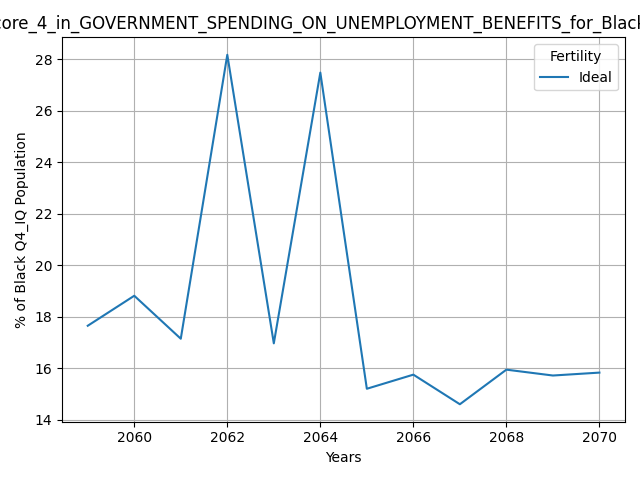 core_4_in_GOVERNMENT_SPENDING_ON_UNEMPLOYMENT_BENEFITS_for_Black
Fertility
Ideal
28
26
24
22
20
18
16
14
% of Black Q4_IQ Population
2060 2062 2064 2066 2068 2070
Years